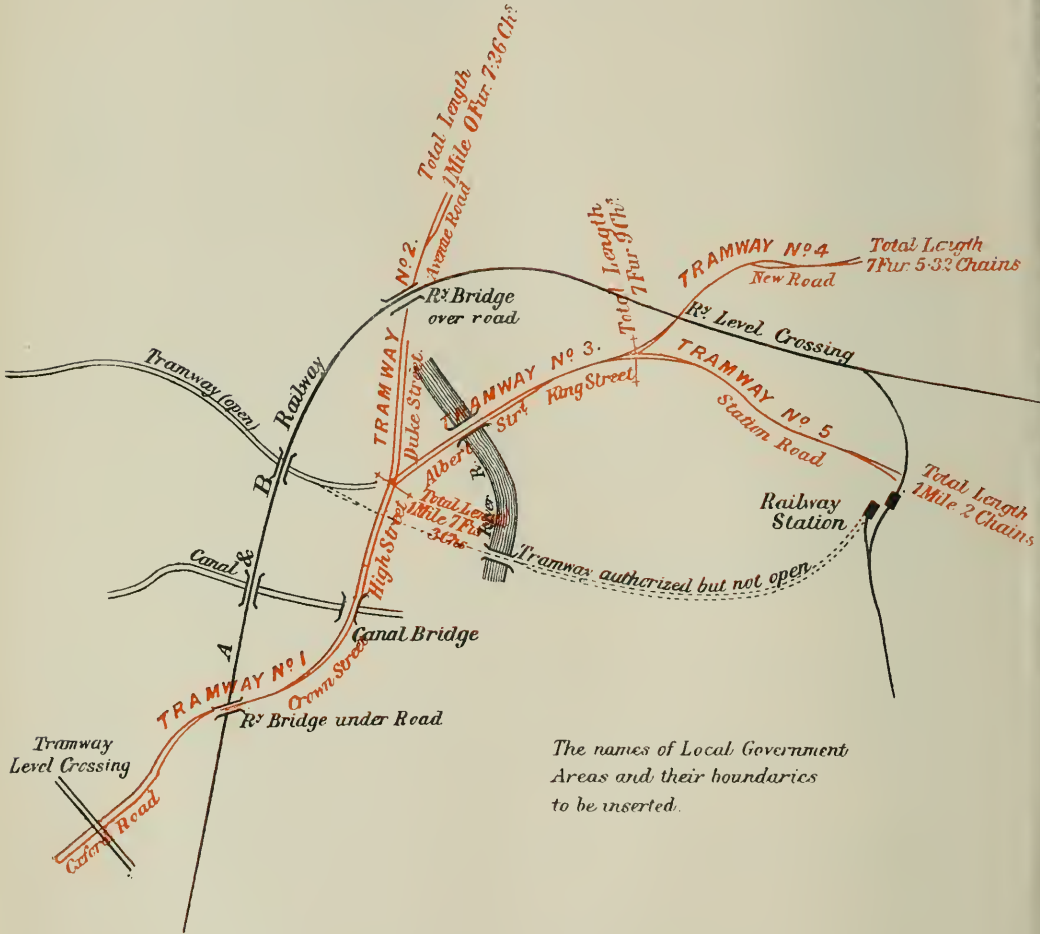 Total Length
1 Mile 0 Fur. 7·26 Chs.
Avenue Road
TRAMWAY No 2.
Duke Street.
Ry Bridge
over road
Total Length
7 Fur. 9 Chs.
TRAMWAY No 4
New Road
Total Length
7 Fur. 5·32 Chains
Ry Level Crossing
Tramway (open)
A & B Railway
TRAMWAY No 3.
Albert Strt
King Street
TRAMWAY No 5
Station Road
Total Length
1 Mile 2 Chains
Railway
Station
Total Length
1 Mile 7 Fur
3 Chs
R.
High Street
Tramway authorized but not open
Canal
Canal Bridge
TRAMWAY No 1
Crown Street
Ry Bridge under Road
Tramway
Level Crossing
Oxford Road
The names of Local Government
Areas and their boundaries
to be inserted.